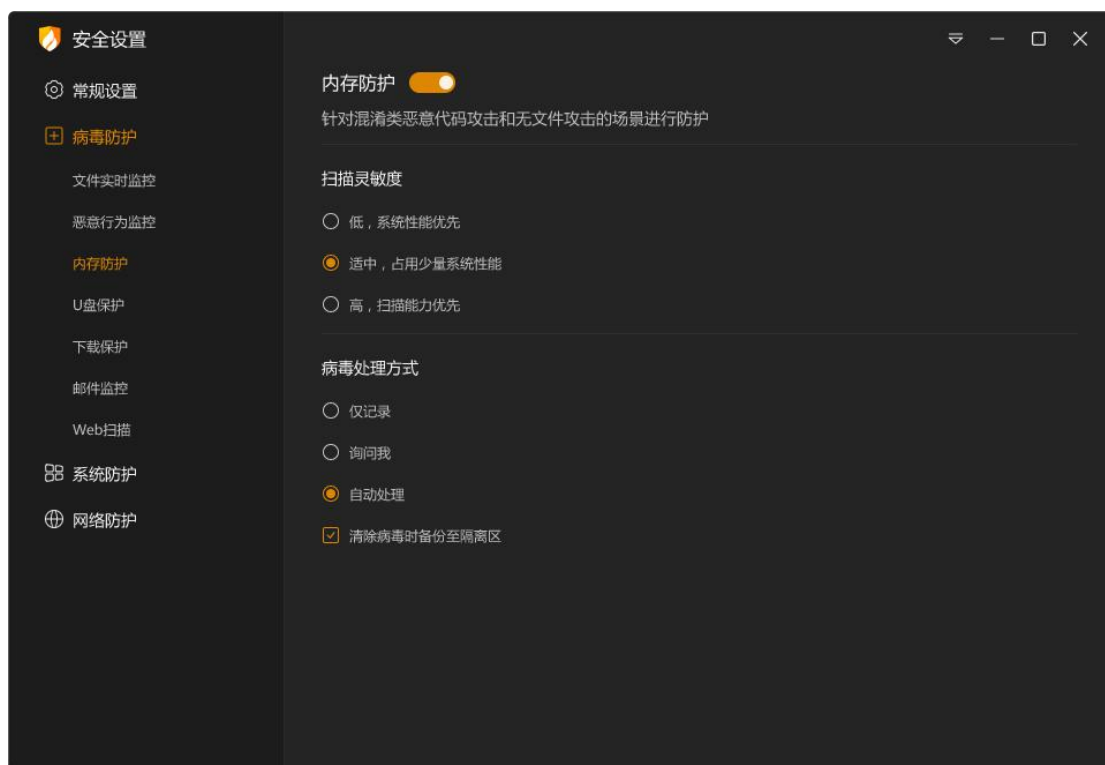 安全设置
常规设置
病毒防护
文件实时监控
恶意行为监控
内存防护
U盘保护
下载保护
邮件监控
Web扫描
系统防护
网络防护
内存防护
针对混淆类恶意代码攻击和无文件攻击的场景进行防护
扫描灵敏度
低，系统性能优先
适中，占用少量系统性能
高，扫描能力优先
病毒处理方式
仅记录
询问我
自动处理
清除病毒时备份至隔离区